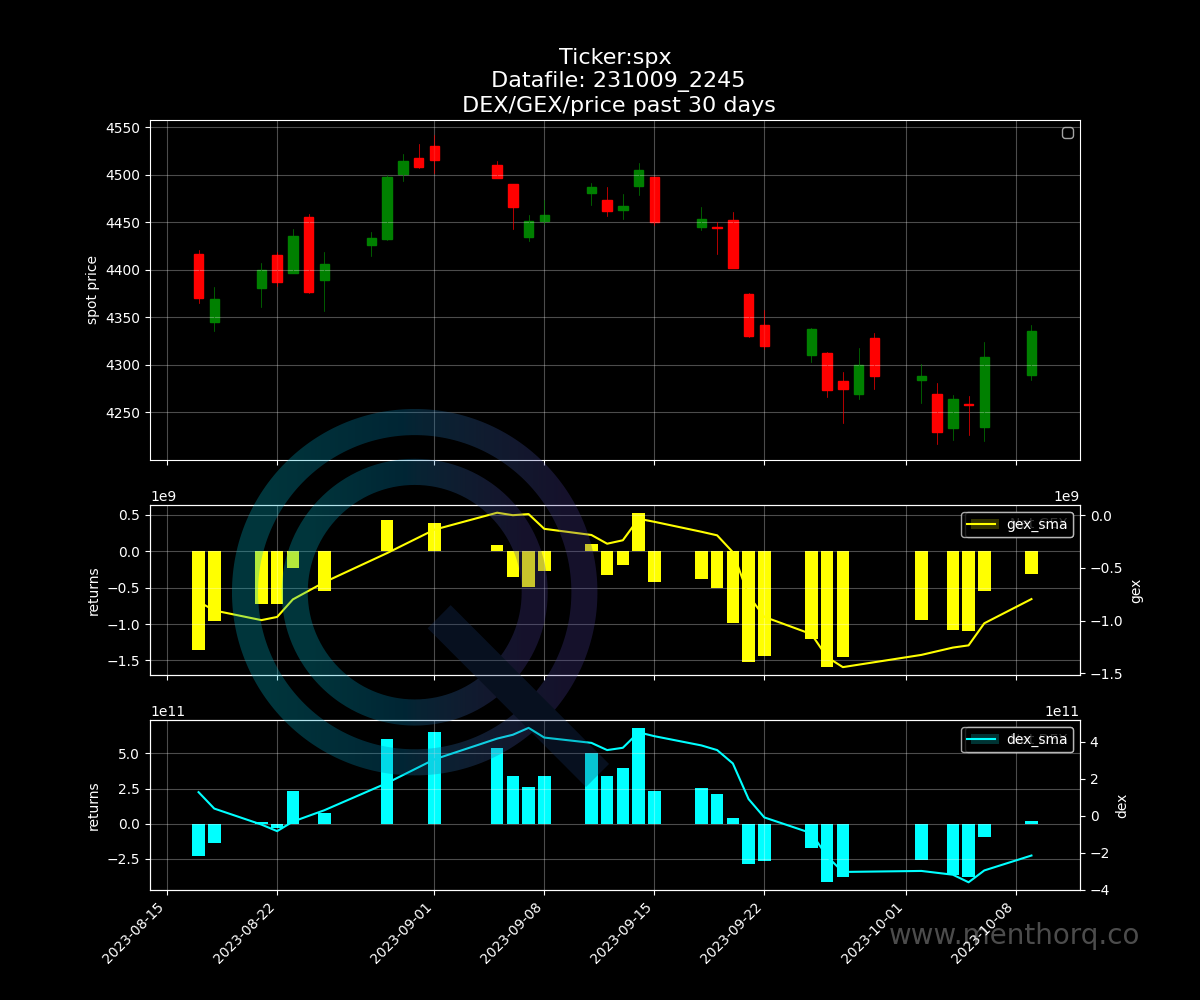 Ticker:spx
Datafile: 231009_2245
DEX/GEX/price past 30 days
spot price
4550
4500
4450
4400
4350
4300
4250
1e9
1e9
returns
0.5
0.0
−0.5
−1.0
−1.5
gex_sma
0.0
−0.5
−1.0
−1.5
gex
1e11
1e11
returns
5.0
2.5
0.0
−2.5
dex_sma
4
2
0
−2
−4
dex
2023-08-15
2023-08-22
2023-09-01
2023-09-08
2023-09-15
2023-09-22
2023-10-01
2023-10-08
www.menthorq.co